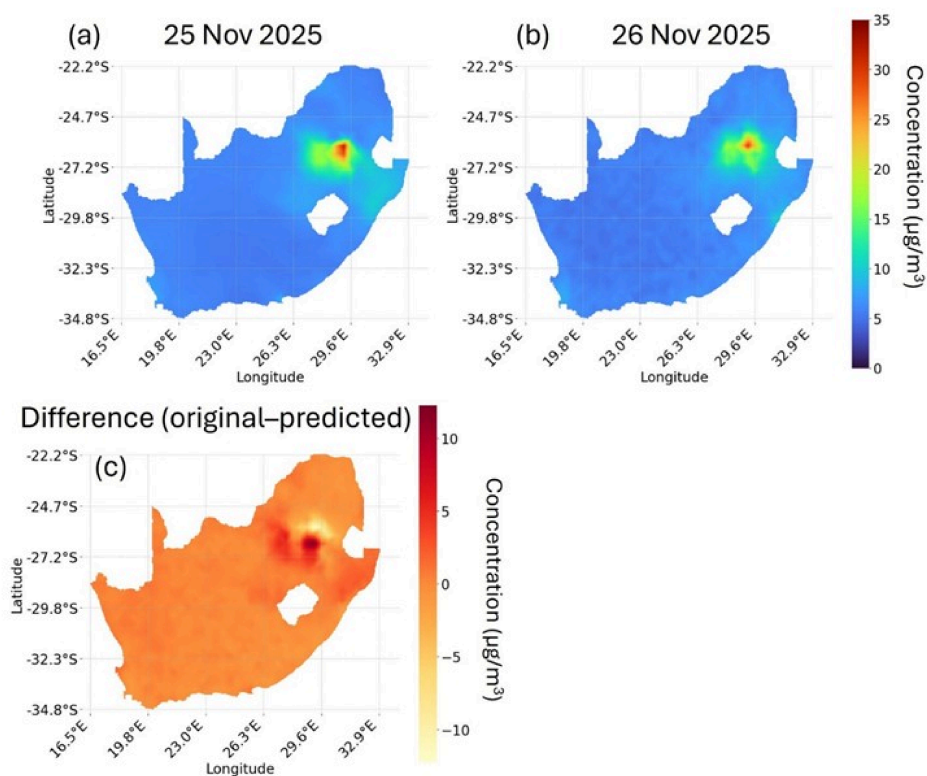 (a)
25 Nov 2025
-22.2°S
-24.7°S
-27.2°S
-29.8°S
-32.3°S
-34.8°S
Latitude
16.5°E
19.8°E
23.0°E
26.3°E
29.6°E
32.9°E
Longitude
(b)
26 Nov 2025
-22.2°S
-24.7°S
-27.2°S
-29.8°S
-32.3°S
-34.8°S
Latitude
16.5°E
19.8°E
23.0°E
26.3°E
29.6°E
32.9°E
Longitude
35
30
25
20
15
10
5
0
Concentration (µg/m³)
Difference (original–predicted)
(c)
-22.2°S
-24.7°S
-27.2°S
-29.8°S
-32.3°S
-34.8°S
Latitude
16.5°E
19.8°E
23.0°E
26.3°E
29.6°E
32.9°E
Longitude
10
5
0
−5
−10
Concentration (µg/m³)